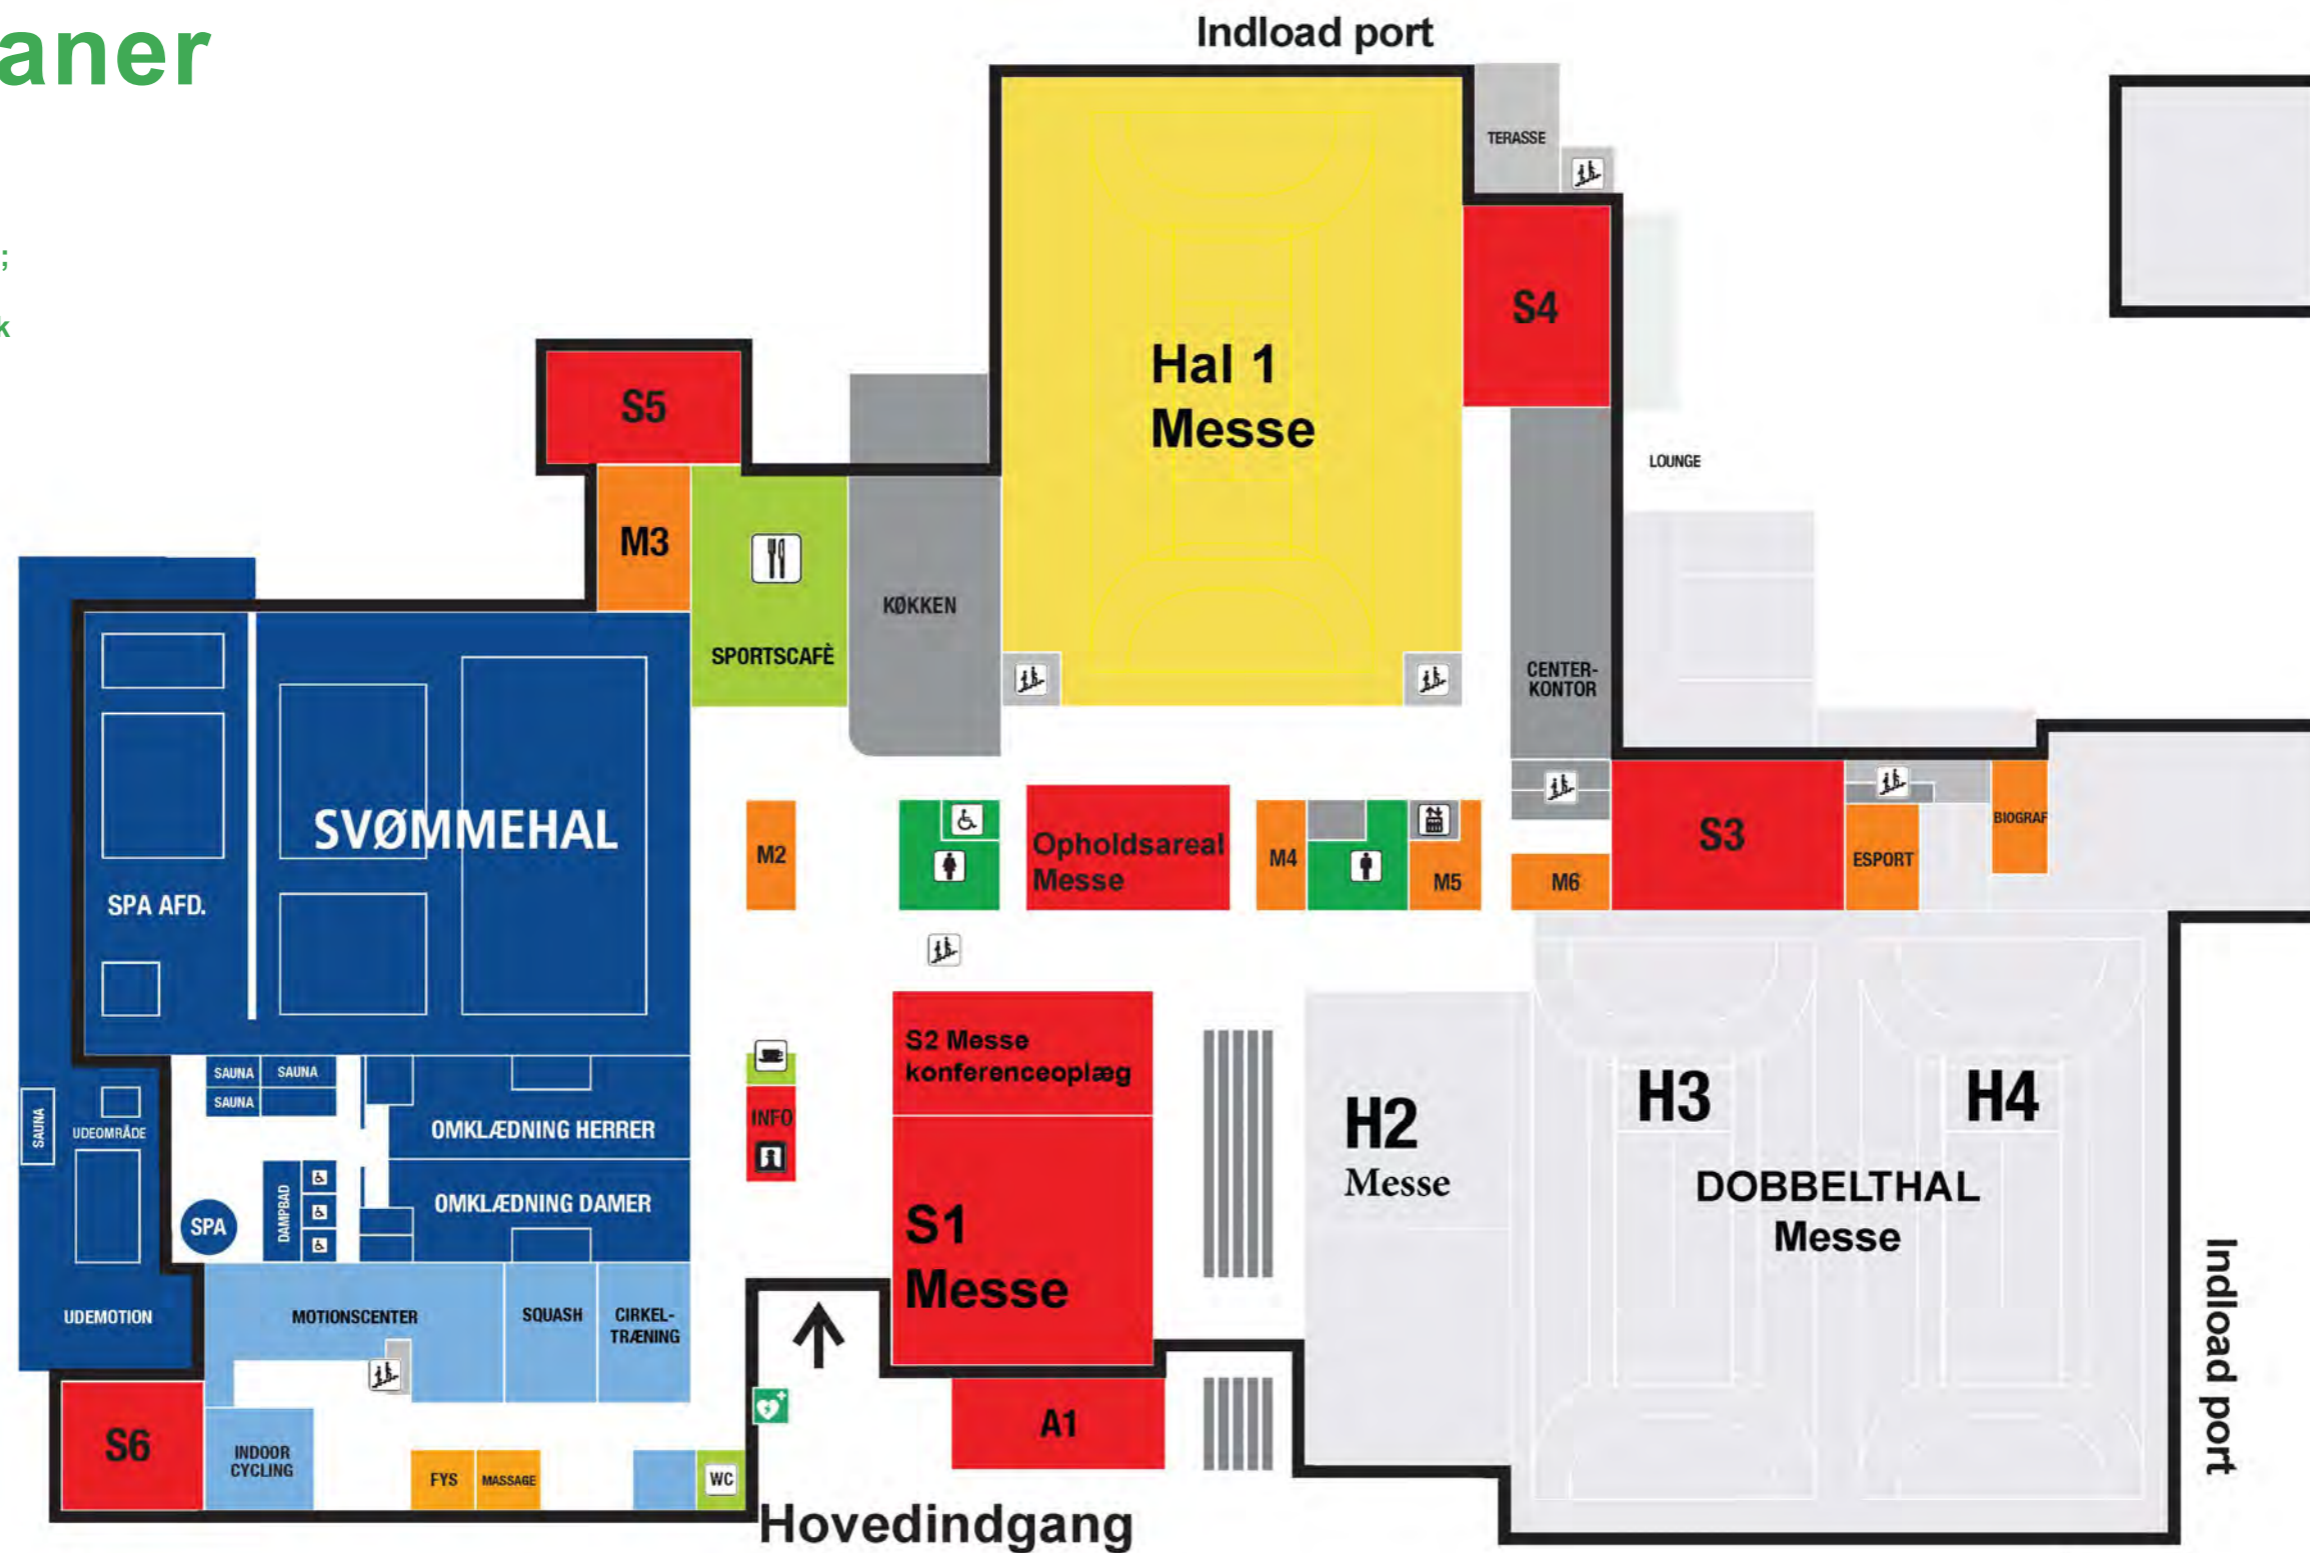 aner
;
k
Indload port
TERASSE
S4
Hal 1
Messe
S5
LOUNGE
M3
KØKKEN
SPORTSCAFÈ
CENTER-
KONTOR
SVØMMEHAL
SPA AFD.
M2
Opholdsareal
Messe
M4
M5
M6
S3
ESPORT
BIOGRAF
S2 Messe
konferenceoplæg
INFO
S1
Messe
A1
H2
Messe
H3
H4
DOBBELTHAL
Messe
Indload port
SAUNA
SAUNA
SAUNA
SAUNA
UDEOMRÅDE
OMKLÆDNING HERRER
OMKLÆDNING DAMER
DAMPBAD
SPA
UDEMOTION
MOTIONSCENTER
SQUASH
CIRKEL-
TRÆNING
S6
INDOOR
CYCLING
FYS
MASSAGE
WC
Hovedindgang